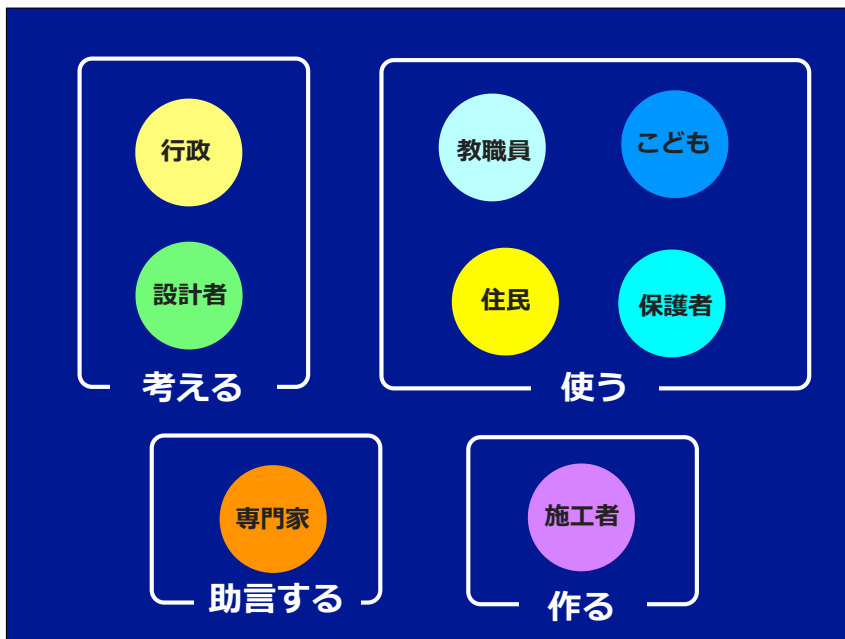 行政
設計者
考える
教職員
こども
住民
保護者
使う
専門家
助言する
施工者
作る